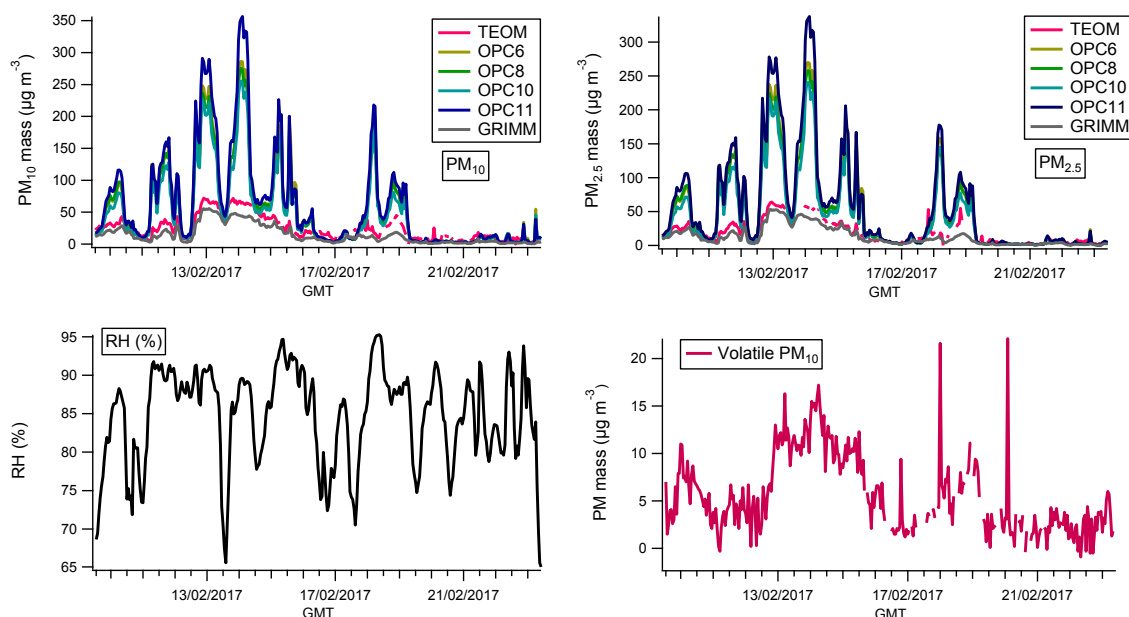 PM10 mass (µg m⁻³)
350
300
250
200
150
100
50
0
TEOM
OPC6
OPC8
OPC10
OPC11
GRIMM
PM10
13/02/2017
17/02/2017
21/02/2017
GMT
PM2.5 mass (µg m⁻³)
300
250
200
150
100
50
0
TEOM
OPC6
OPC8
OPC10
OPC11
GRIMM
PM2.5
13/02/2017
17/02/2017
21/02/2017
GMT
RH (%)
95
90
85
80
75
70
65
RH (%)
13/02/2017
17/02/2017
21/02/2017
GMT
PM mass (µg m⁻³)
20
15
10
5
0
Volatile PM10
13/02/2017
17/02/2017
21/02/2017
GMT